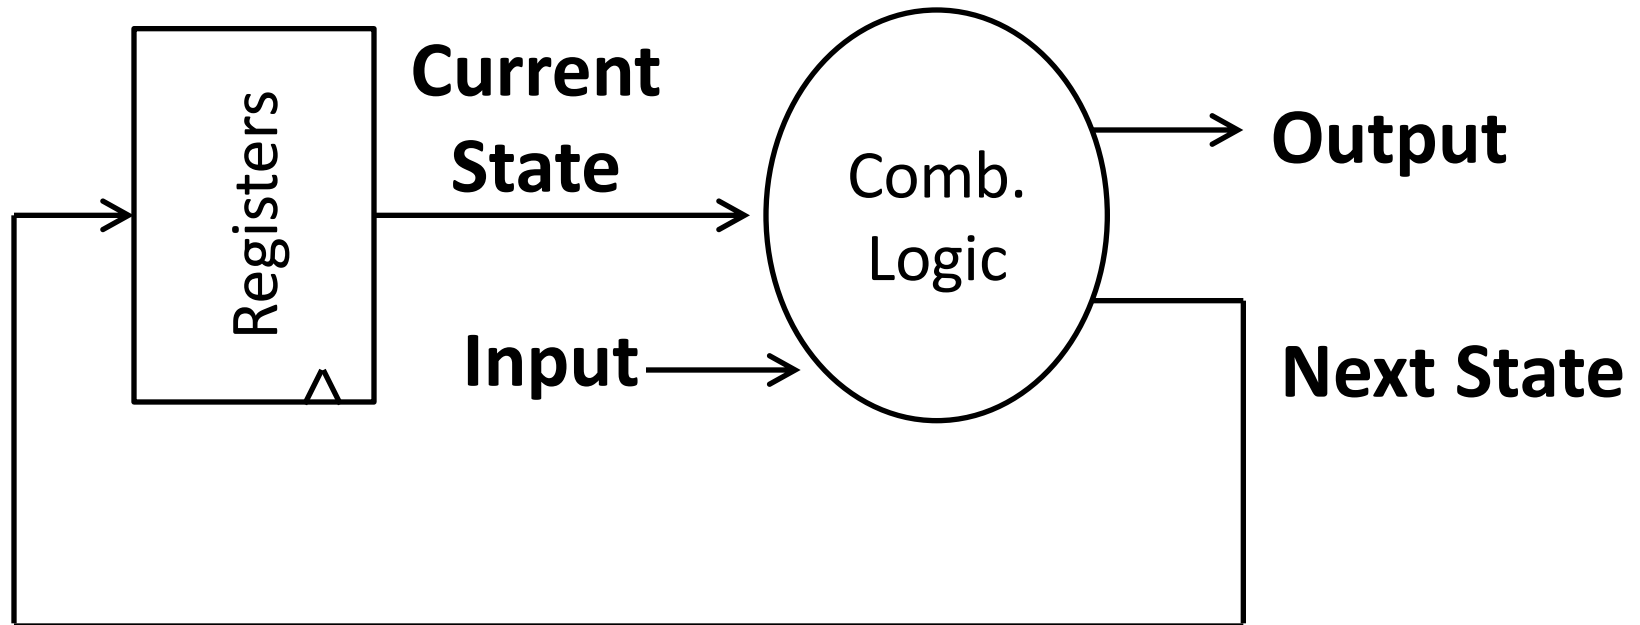 Registers
Current
State
Input
Comb.
Logic
Output
Next State